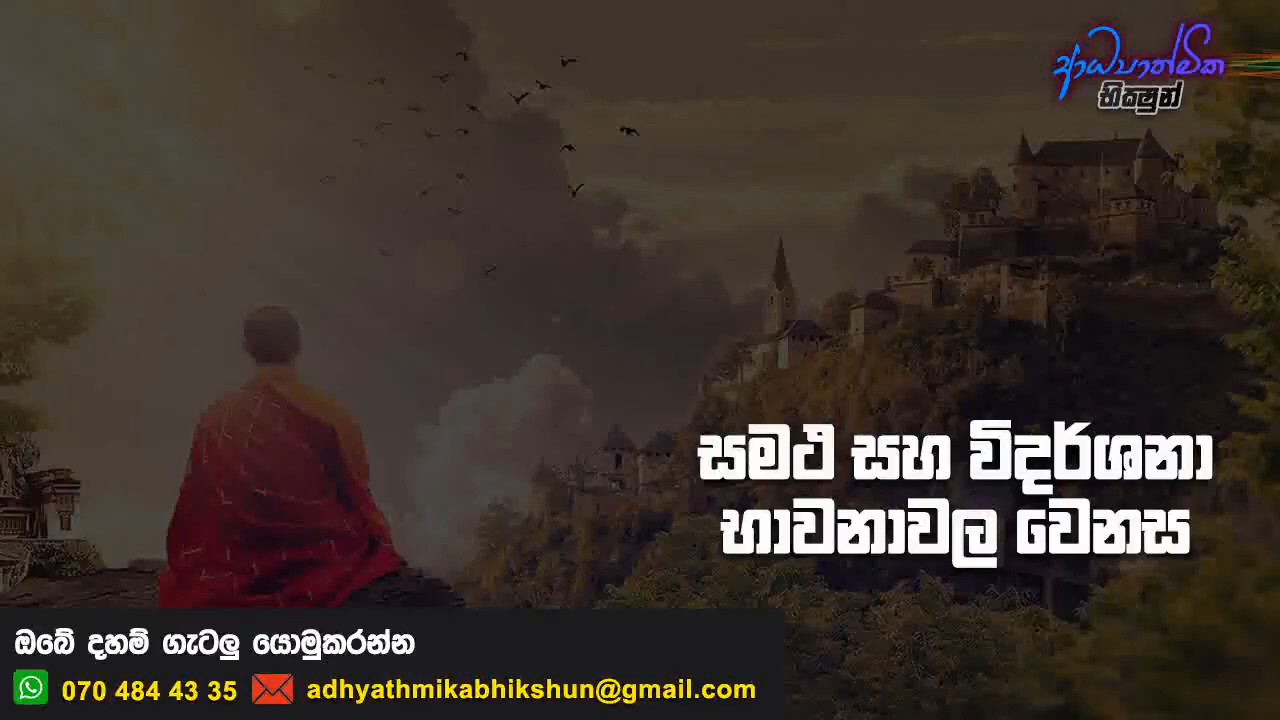 ආධ්‍යාත්මික
භික්ෂූන්
සමථ සහ විදර්ශනා
භාවනාවල වෙනස
ඔබේ දහම් ගැටලු යොමුකරන්න
070 484 43 35 adhyathmikabhikshun@gmail.com